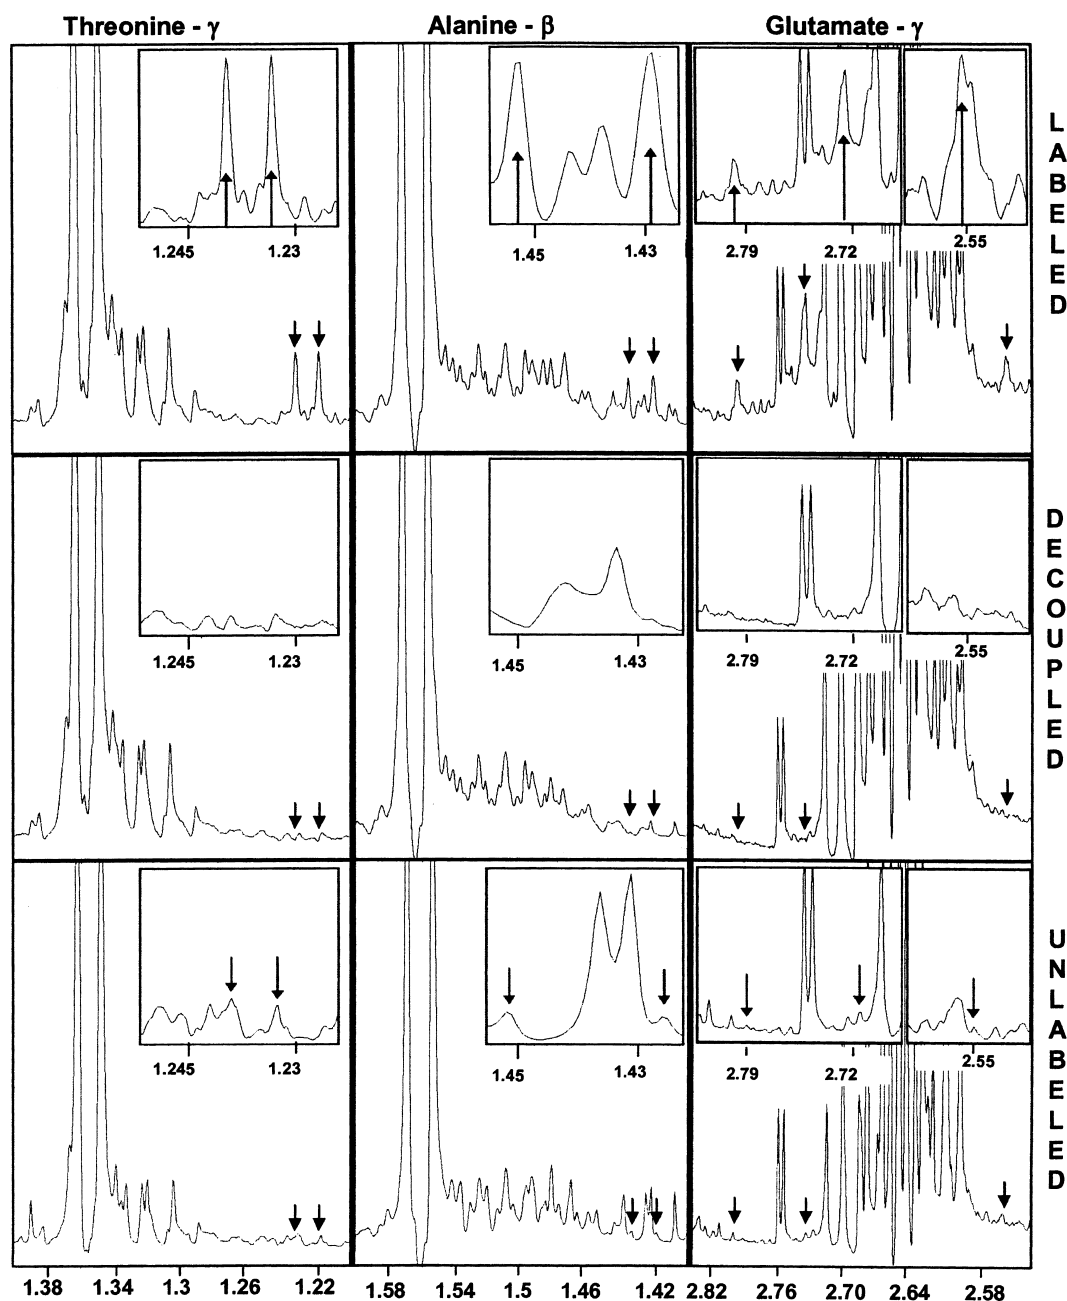 Threonine - γ Alanine - β Glutamate - γ
1.245 1.23 1.45 1.43 2.79 2.72 2.55
LABELED
1.245 1.23 1.45 1.43 2.79 2.72 2.55
DECOUPLED
1.245 1.23 1.45 1.43 2.79 2.72 2.55
UNLABELED
1.38 1.34 1.3 1.26 1.22 1.58 1.54 1.5 1.46 1.42 2.82 2.76 2.70 2.64 2.58